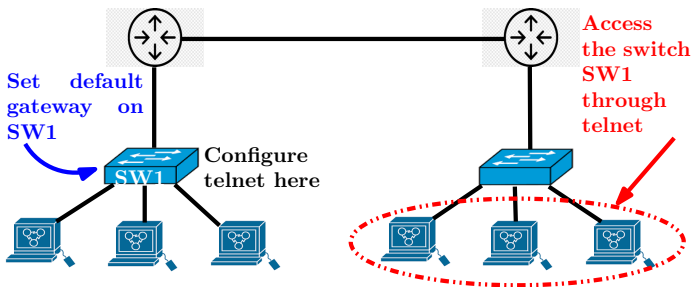 Set default
gateway on
SW1
SW1
Configure
telnet here
Access
the switch
SW1
through
telnet